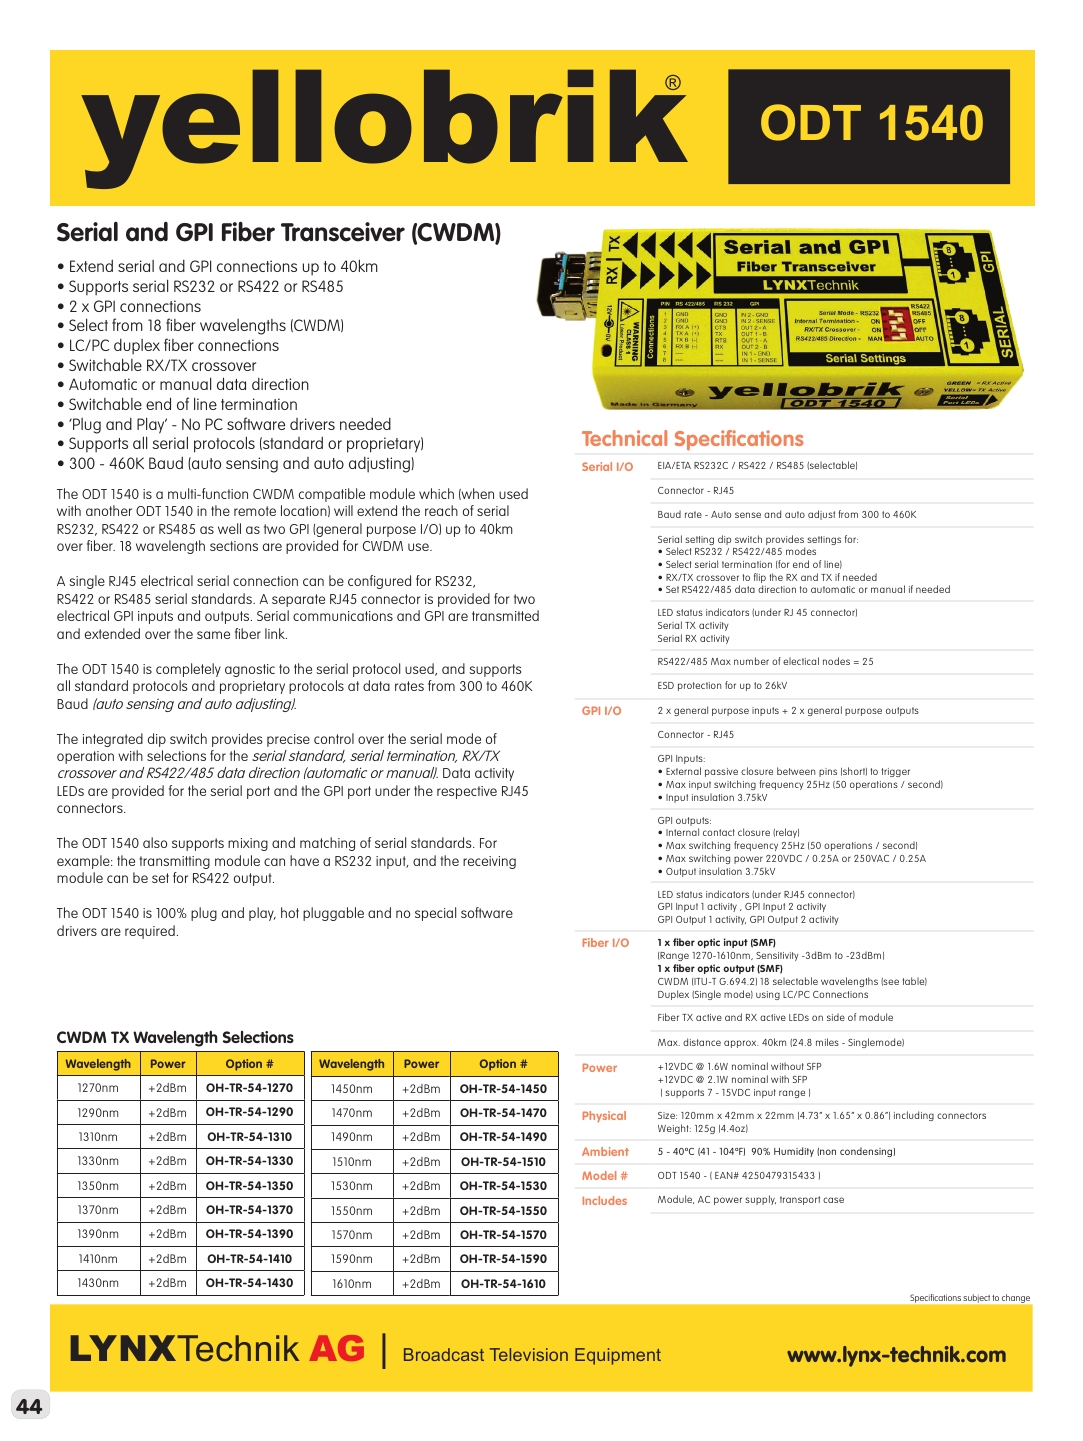 yellobrik®
ODT 1540
Serial and GPI Fiber Transceiver (CWDM)
• Extend serial and GPI connections up to 40km
• Supports serial RS232 or RS422 or RS485
• 2 x GPI connections
• Select from 18 fiber wavelengths (CWDM)
• LC/PC duplex fiber connections
• Switchable RX/TX crossover
• Automatic or manual data direction
• Switchable end of line termination
• ‘Plug and Play’ - No PC software drivers needed
• Supports all serial protocols (standard or proprietary)
• 300 - 460K Baud (auto sensing and auto adjusting)
The ODT 1540 is a multi-function CWDM compatible module which (when used
with another ODT 1540 in the remote location) will extend the reach of serial
RS232, RS422 or RS485 as well as two GPI (general purpose I/O) up to 40km
over fiber. 18 wavelength sections are provided for CWDM use.
A single RJ45 electrical serial connection can be configured for RS232,
RS422 or RS485 serial standards. A separate RJ45 connector is provided for two
electrical GPI inputs and outputs. Serial communications and GPI are transmitted
and extended over the same fiber link.
The ODT 1540 is completely agnostic to the serial protocol used, and supports
all standard protocols and proprietary protocols at data rates from 300 to 460K
Baud (auto sensing and auto adjusting).
The integrated dip switch provides precise control over the serial mode of
operation with selections for the serial standard, serial termination, RX/TX
crossover and RS422/485 data direction (automatic or manual). Data activity
LEDs are provided for the serial port and the GPI port under the respective RJ45
connectors.
The ODT 1540 also supports mixing and matching of serial standards. For
example: the transmitting module can have a RS232 input, and the receiving
module can be set for RS422 output.
The ODT 1540 is 100% plug and play, hot pluggable and no special software
drivers are required.
CWDM TX Wavelength Selections
Wavelength Power Option # Wavelength Power Option #
1270nm +2dBm OH-TR-54-1270 1450nm +2dBm OH-TR-54-1450
1290nm +2dBm OH-TR-54-1290 1470nm +2dBm OH-TR-54-1470
1310nm +2dBm OH-TR-54-1310 1490nm +2dBm OH-TR-54-1490
1330nm +2dBm OH-TR-54-1330 1510nm +2dBm OH-TR-54-1510
1350nm +2dBm OH-TR-54-1350 1530nm +2dBm OH-TR-54-1530
1370nm +2dBm OH-TR-54-1370 1550nm +2dBm OH-TR-54-1550
1390nm +2dBm OH-TR-54-1390 1570nm +2dBm OH-TR-54-1570
1410nm +2dBm OH-TR-54-1410 1590nm +2dBm OH-TR-54-1590
1430nm +2dBm OH-TR-54-1430 1610nm +2dBm OH-TR-54-1610
RX | TX
Serial and GPI
Fiber Transceiver
LYNXTechnik
8
1
GPI
8
1
SERIAL
12V 0V
WARNING
CLASS 1
Laser Product
Connections
PIN RS 422/485 RS 232 GPI
1 GND GND IN 2 - GND
2 GND GND IN 2 - SENSE
3 RX A (+) CTS OUT 2 - A
4 TX A (+) TX OUT 1 - B
5 TX B (-) RTS OUT 1 - A
6 RX B (-) RX OUT 2 - B
7 ---- ---- IN 1 - GND
8 ---- ---- IN 1 - SENSE
Serial Mode - RS232 RS422 RS485
Internal Termination - ON OFF
RX/TX Crossover - ON OFF
RS422/485 Direction - MAN AUTO
Serial Settings
yellobrik
ODT 1540
Made in Germany
GREEN = RX Active
YELLOW = TX Active
Serial
Port LEDs
Technical Specifications
Serial I/O EIA/ETA RS232C / RS422 / RS485 (selectable)
Connector - RJ45
Baud rate - Auto sense and auto adjust from 300 to 460K
Serial setting dip switch provides settings for:
• Select RS232 / RS422/485 modes
• Select serial termination (for end of line)
• RX/TX crossover to flip the RX and TX if needed
• Set RS422/485 data direction to automatic or manual if needed
LED status indicators (under RJ 45 connector)
Serial TX activity
Serial RX activity
RS422/485 Max number of electical nodes = 25
ESD protection for up to 26kV
GPI I/O 2 x general purpose inputs + 2 x general purpose outputs
Connector - RJ45
GPI Inputs:
• External passive closure between pins (short) to trigger
• Max input switching frequency 25Hz (50 operations / second)
• Input insulation 3.75kV
GPI outputs:
• Internal contact closure (relay)
• Max switching frequency 25Hz (50 operations / second)
• Max switching power 220VDC / 0.25A or 250VAC / 0.25A
• Output insulation 3.75kV
LED status indicators (under RJ45 connector)
GPI Input 1 activity , GPI Input 2 activity
GPI Output 1 activity, GPI Output 2 activity
Fiber I/O 1 x fiber optic input (SMF)
(Range 1270-1610nm, Sensitivity -3dBm to -23dBm)
1 x fiber optic output (SMF)
CWDM (ITU-T G.694.2) 18 selectable wavelengths (see table)
Duplex (Single mode) using LC/PC Connections
Fiber TX active and RX active LEDs on side of module
Max. distance approx. 40km (24.8 miles - Singlemode)
Power +12VDC @ 1.6W nominal without SFP
+12VDC @ 2.1W nominal with SFP
( supports 7 - 15VDC input range )
Physical Size: 120mm x 42mm x 22mm (4.73” x 1.65” x 0.86”) including connectors
Weight: 125g (4.4oz)
Ambient 5 - 40°C (41 - 104°F) 90% Humidity (non condensing)
Model # ODT 1540 - ( EAN# 4250479315433 )
Includes Module, AC power supply, transport case
Specifications subject to change
LYNXTechnik AG | Broadcast Television Equipment
www.lynx-technik.com
44